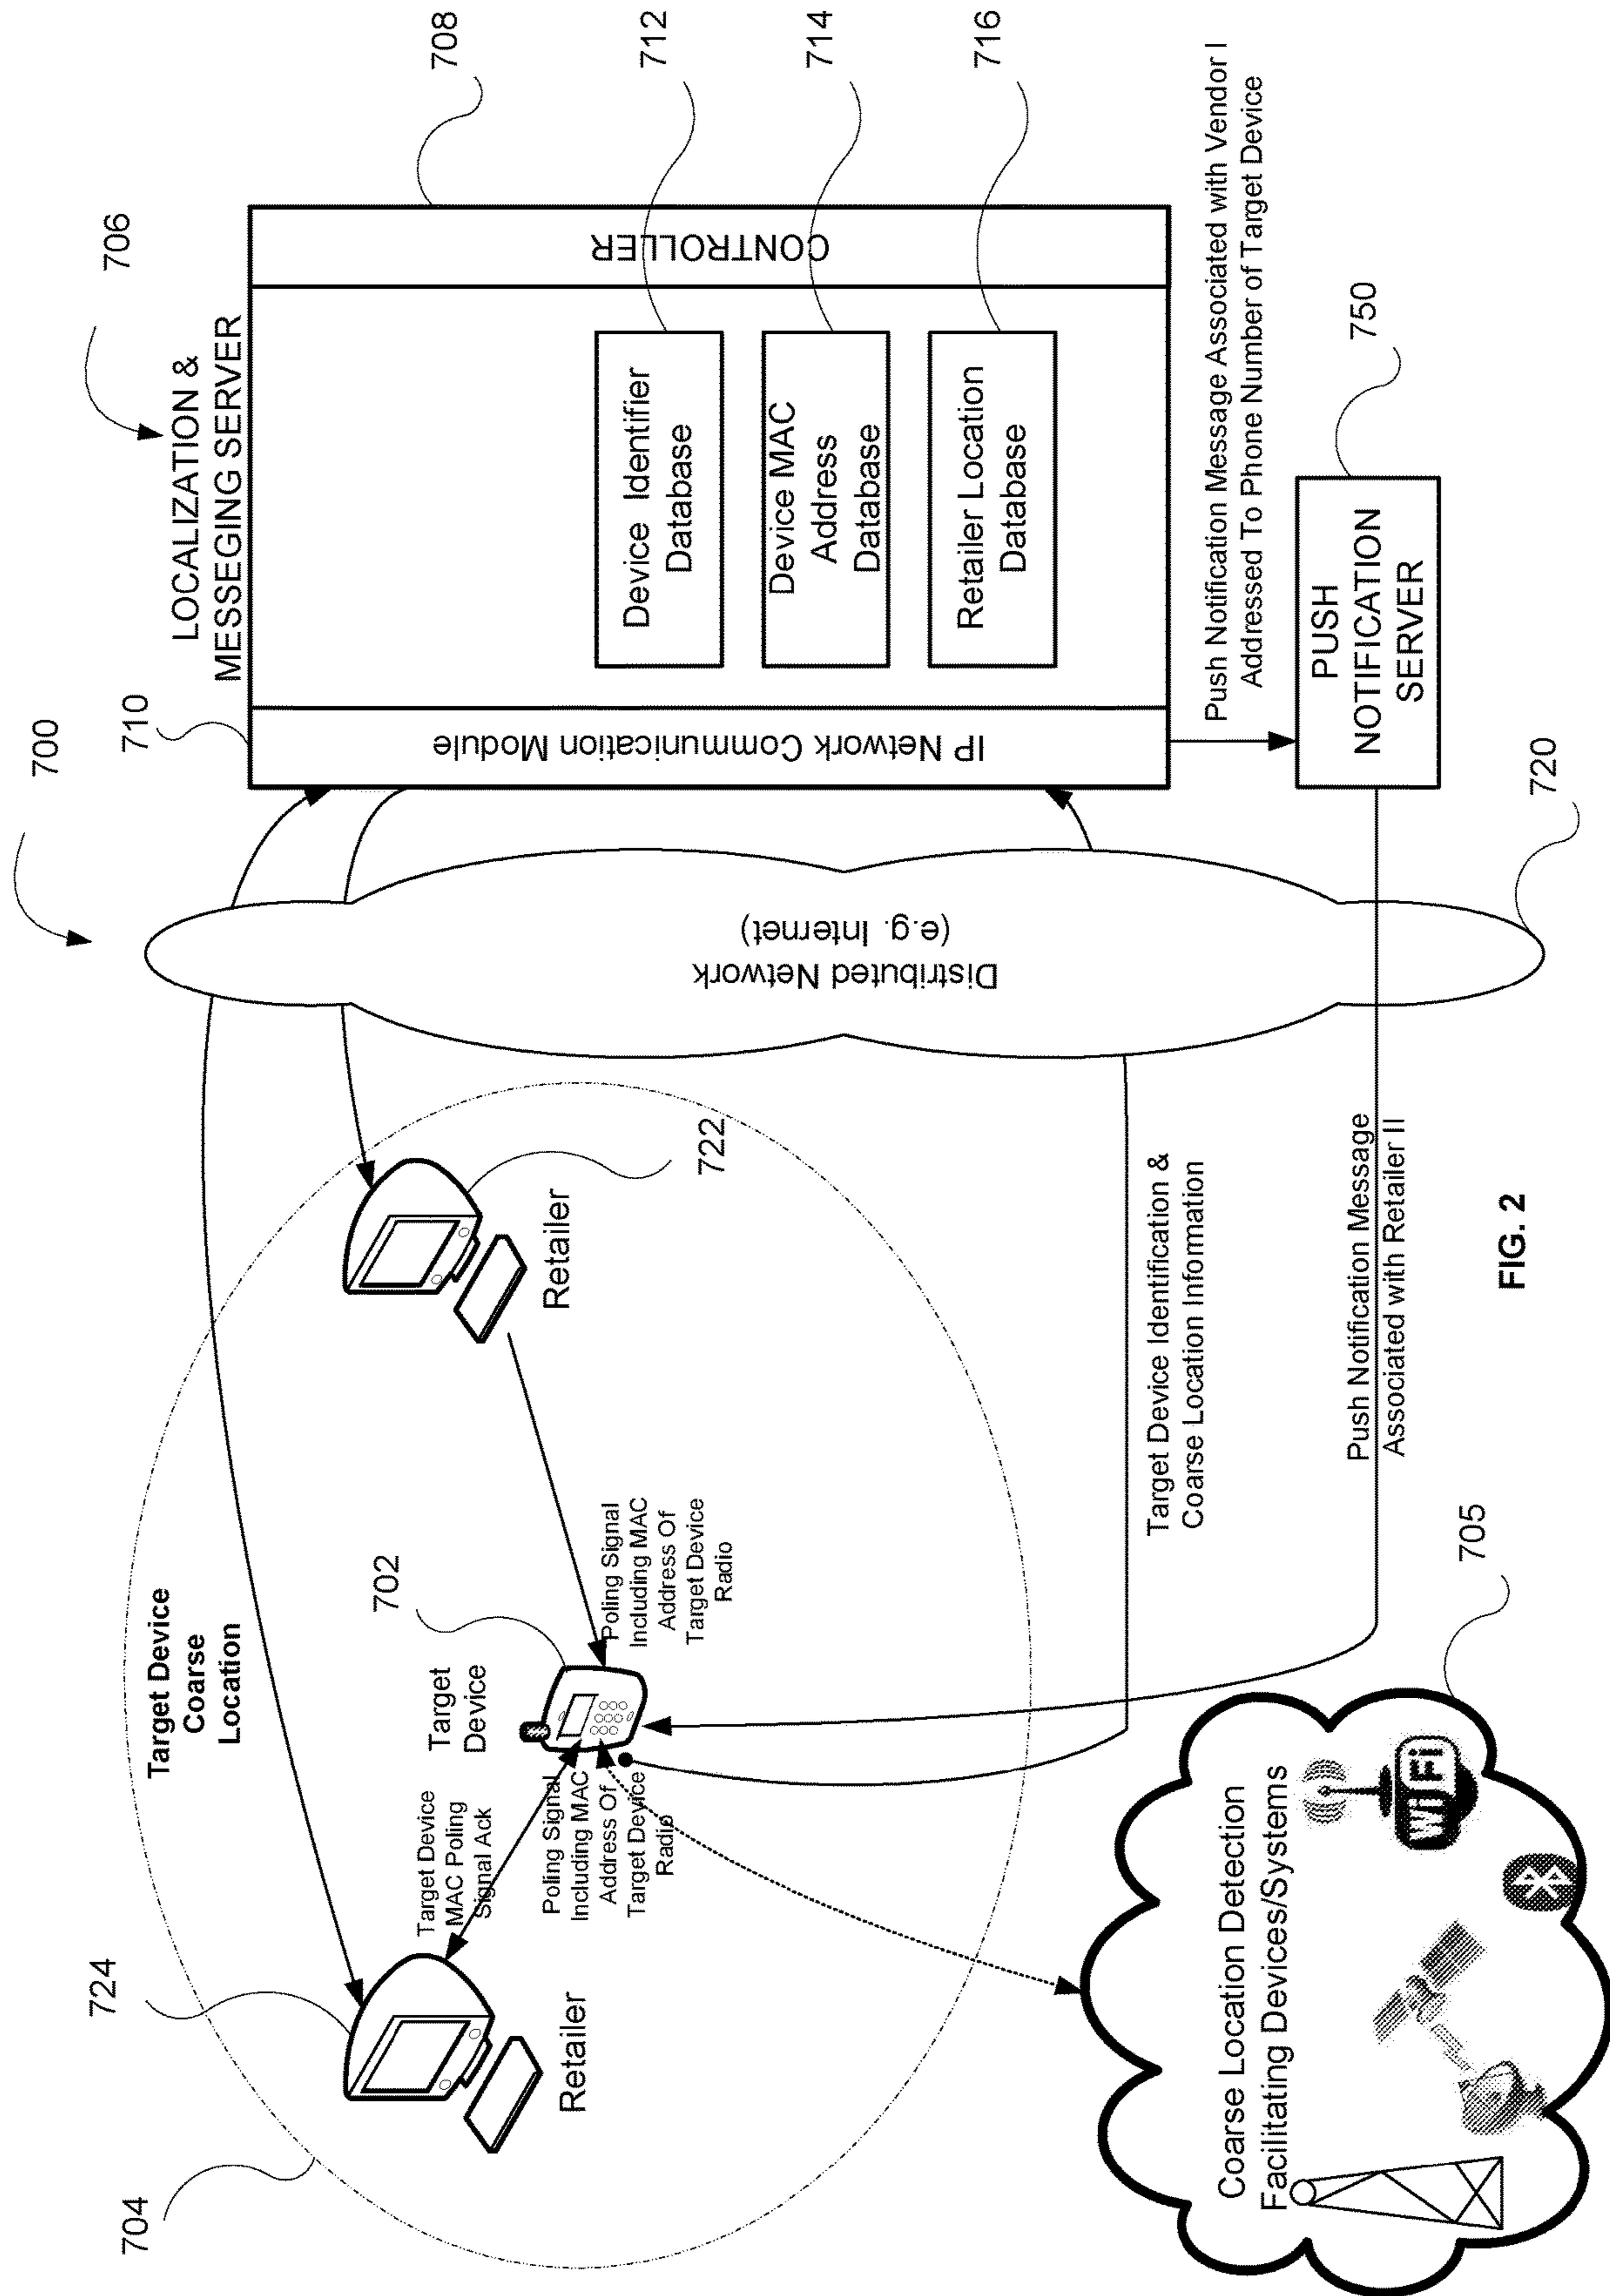 700
706
LOCALIZATION &
MESSEGING SERVER
708
710
IP Network Communication Module
CONTROLLER
Device Identifier
Database
712
Device MAC
Address
Database
714
Retailer Location
Database
716
Distributed Network
(e.g. Internet)
720
Push Notification Message Associated with Vendor I
Addressed To Phone Number of Target Device
PUSH
NOTIFICATION
SERVER
750
704
Target Device
Coarse
Location
724
Retailer
Target Device
MAC Poling
Signal Ack
Poling Signal
Including MAC
Address Of
Target Device
Radio
Target
Device
702
Poling Signal
Including MAC
Address Of
Target Device
Radio
Retailer
722
Target Device Identification &
Coarse Location Information
Push Notification Message
Associated with Retailer II
Coarse Location Detection
Facilitating Devices/Systems
Wi Fi
705
FIG. 2